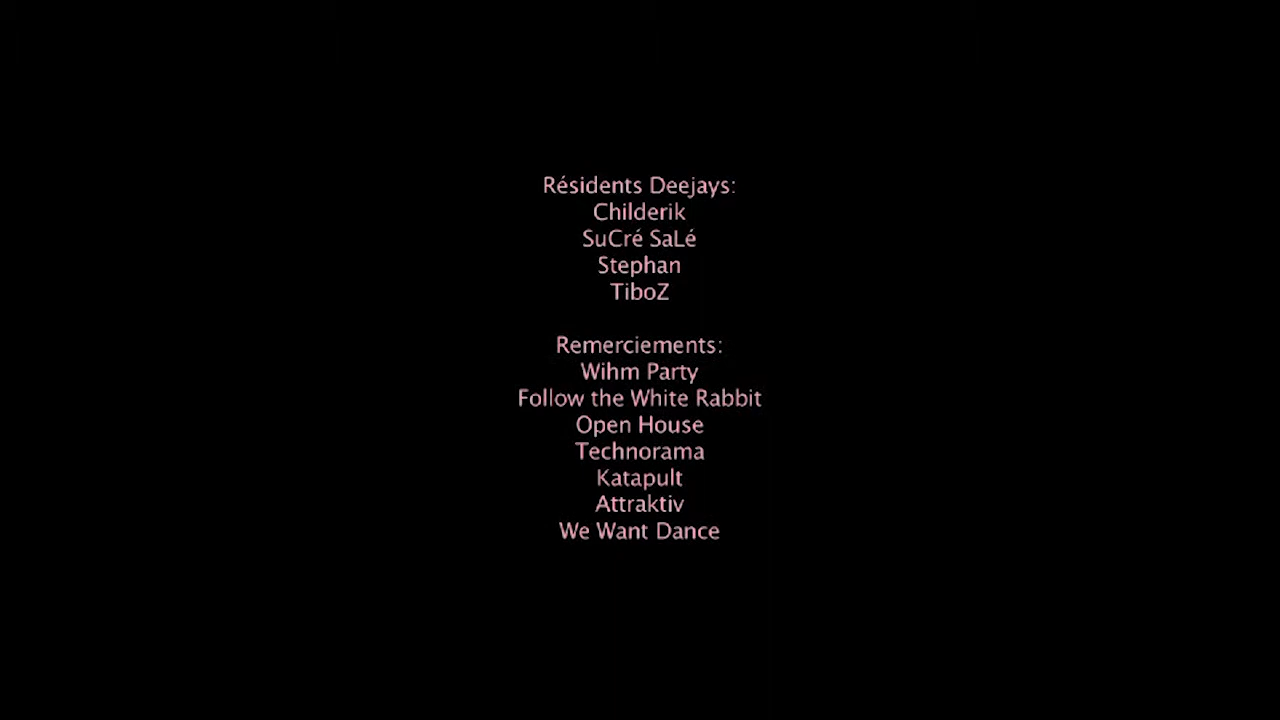 Résidents Deejays:
Childerik
SuCré SaLé
Stephan
TiboZ
Remerciements:
Wihm Party
Follow the White Rabbit
Open House
Technorama
Katapult
Attraktiv
We Want Dance